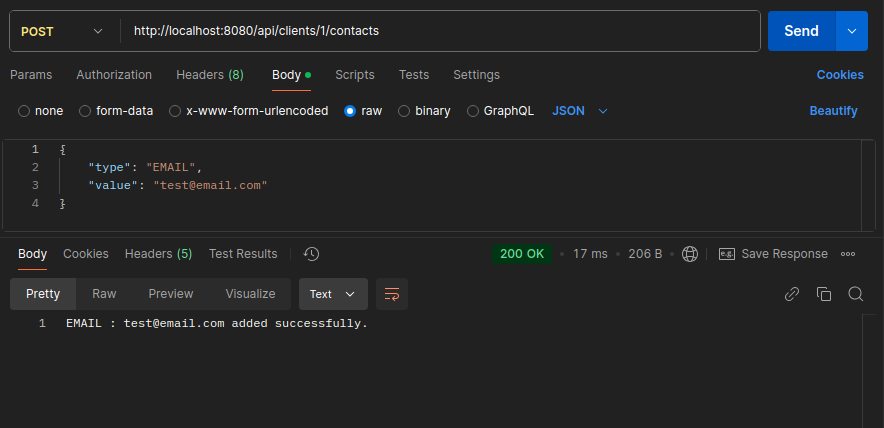 POST http://localhost:8080/api/clients/1/contacts Send
Params Authorization Headers (8) Body Scripts Tests Settings Cookies
none form-data x-www-form-urlencoded raw binary GraphQL JSON Beautify
1 {
2 "type": "EMAIL",
3 "value": "test@email.com"
4 }
Body Cookies Headers (5) Test Results 200 OK • 17 ms • 206 B e.g. Save Response
Pretty Raw Preview Visualize Text
1 EMAIL : test@email.com added successfully.